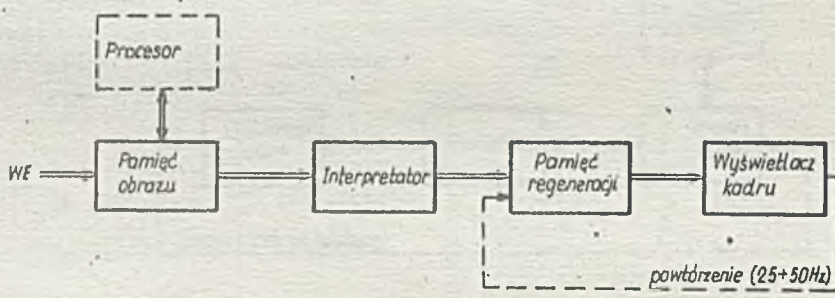 Procesor
WE
Pamięć
obrazu
Interpretator
Pamięć
regeneracji
Wyświetlacz
kadru
powtórzenie (25÷50Hz)